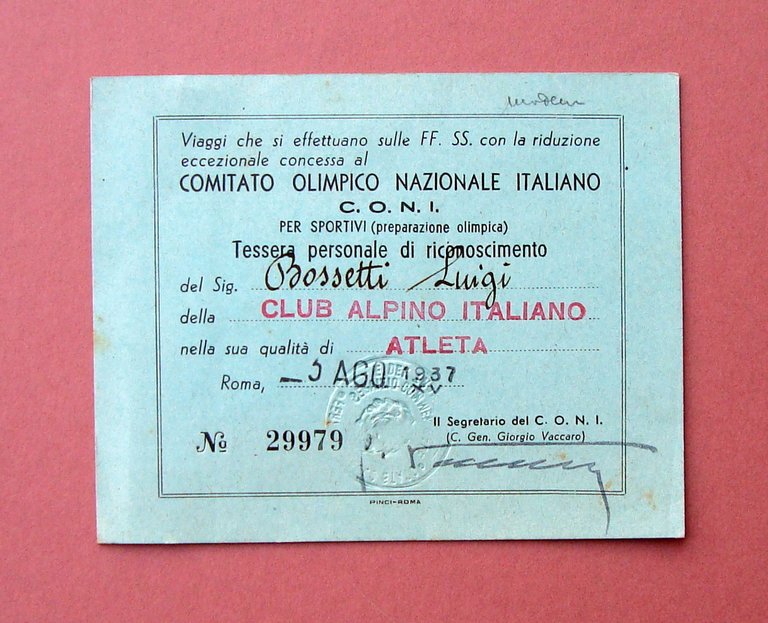 Viaggi che si effettuano sulle FF. SS. con la riduzione
eccezionale concessa al
COMITATO OLIMPICO NAZIONALE ITALIANO
C. O. N. I.
PER SPORTIVI (preparazione olimpica)
Tessera personale di riconoscimento
del Sig. Bossetti Luigi
della CLUB ALPINO ITALIANO
nella sua qualità di ATLETA
Roma, - 5 AGO. 1937
XV
Il Segretario del C. O. N. I.
(C. Gen. Giorgio Vaccaro)
No 29979
PINCI-ROMA